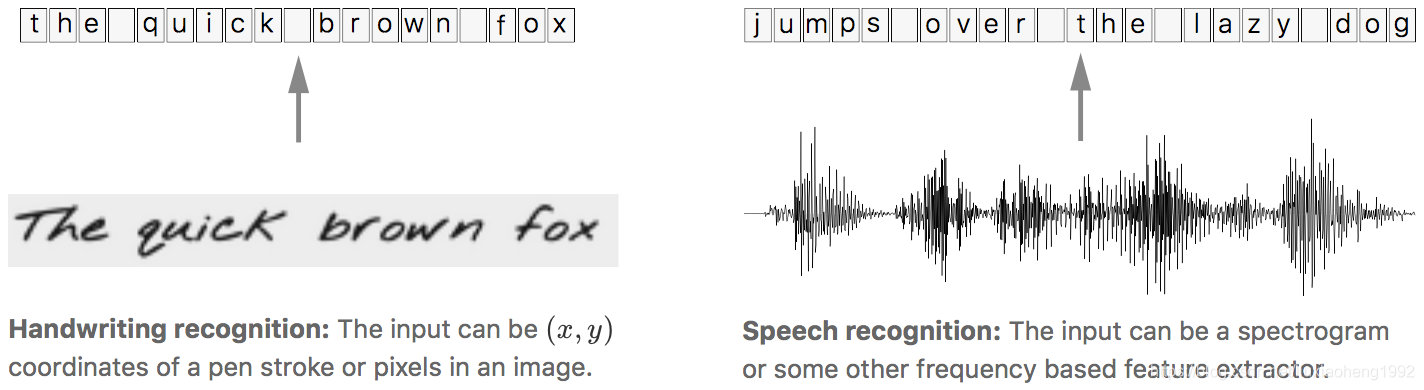 the quick brown fox
The quick brown fox
Handwriting recognition: The input can be (x, y)
coordinates of a pen stroke or pixels in an image.
jumps over the lazy dog
Speech recognition: The input can be a spectrogram
or some other frequency based feature extractor.